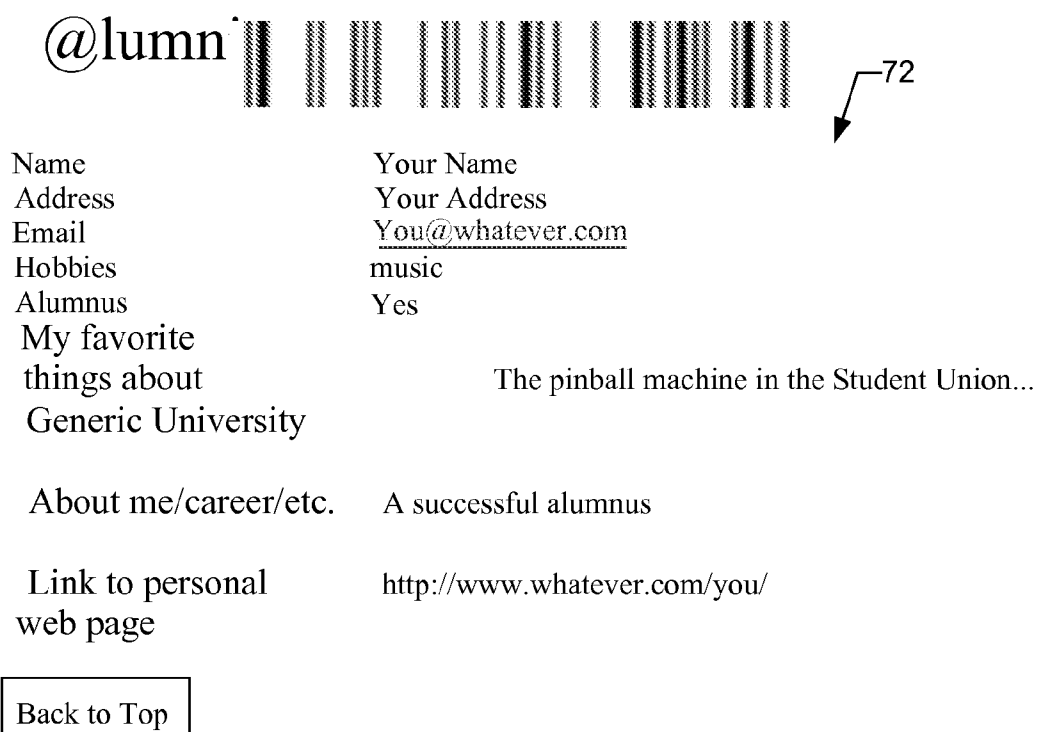 @lumn
72
Name Your Name
Address Your Address
Email You@whatever.com
Hobbies music
Alumnus Yes
My favorite
things about The pinball machine in the Student Union...
Generic University
About me/career/etc. A successful alumnus
Link to personal http://www.whatever.com/you/
web page
Back to Top